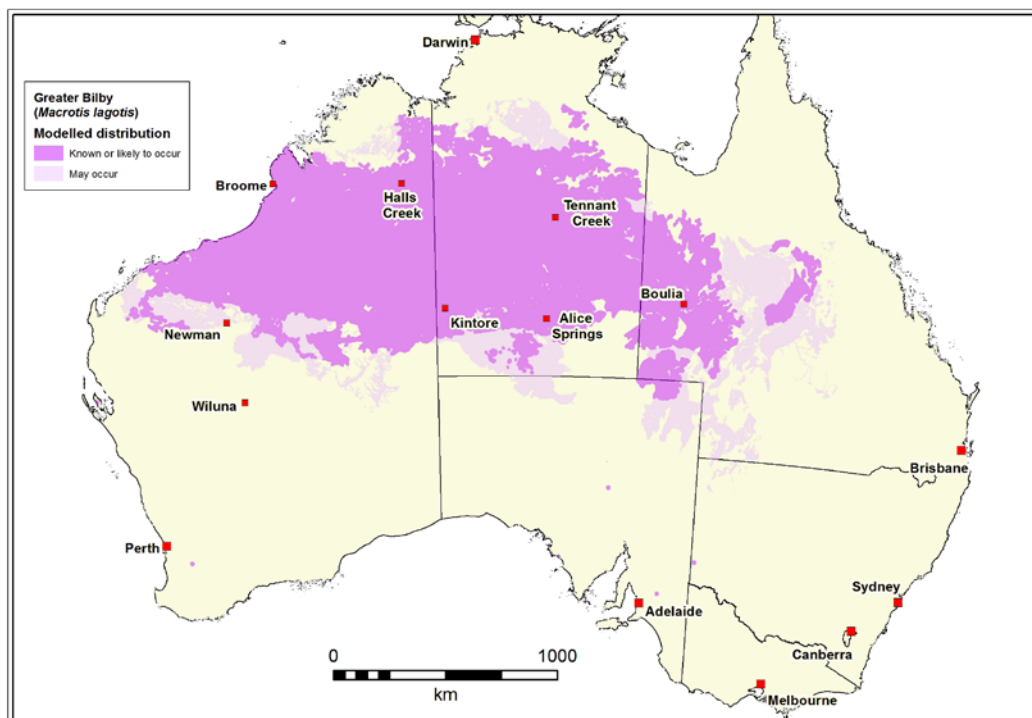 Darwin
Greater Bilby
(Macrotis lagotis)
Modelled distribution
Known or likely to occur
May occur
Broome
Halls
Creek
Tennant
Creek
Boulia
Kintore
Alice
Springs
Newman
Wiluna
Brisbane
Perth
Sydney
Adelaide
Canberra
0
1000
km
Melbourne